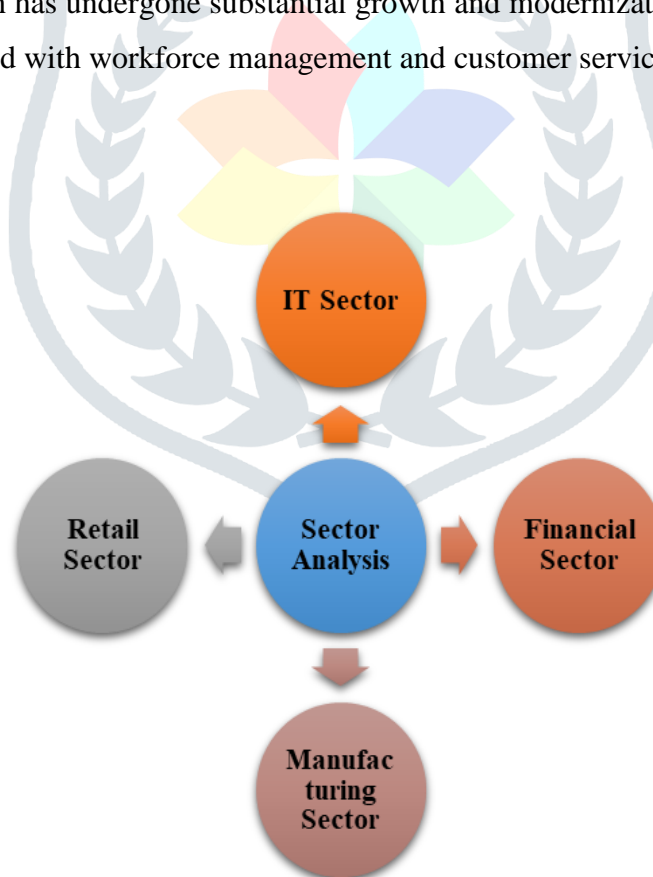 has undergone substantial growth and modernizat
d with workforce management and customer servic
IT Sector
Retail
Sector
Sector
Analysis
Financial
Sector
Manufac
turing
Sector